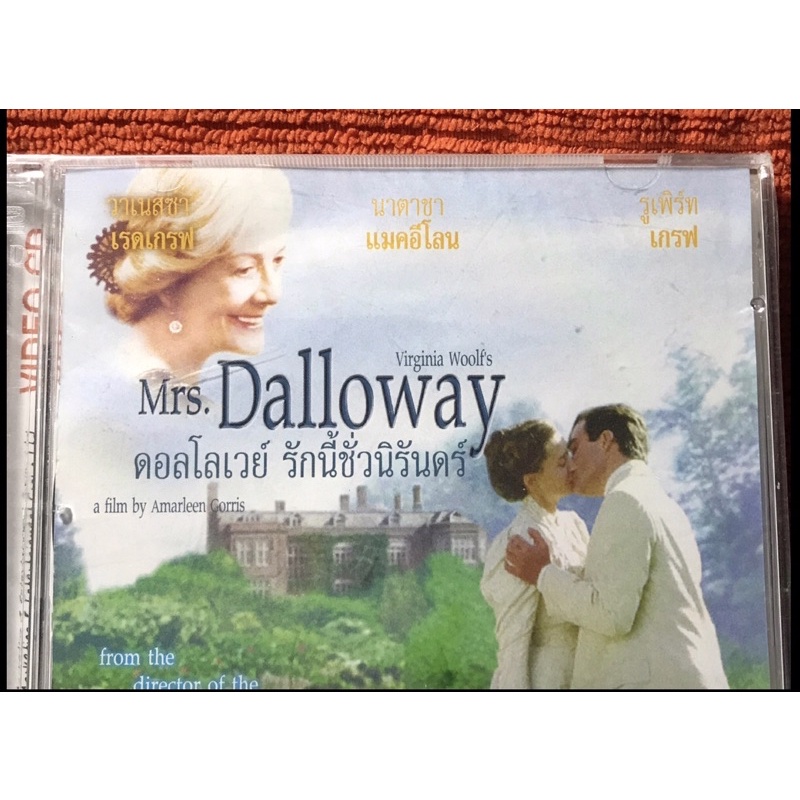 วาเนสซา
เรดเกรฟ
นาตาชา
แมคอีโลน
รูเพิร์ท
เกรฟ
Virginia Woolf's
Mrs. Dalloway
ดอลโลเวย์ รักนี้ชั่วนิรันดร์
a film by Amarleen Gorris
from the
director of the
VIDEO CD